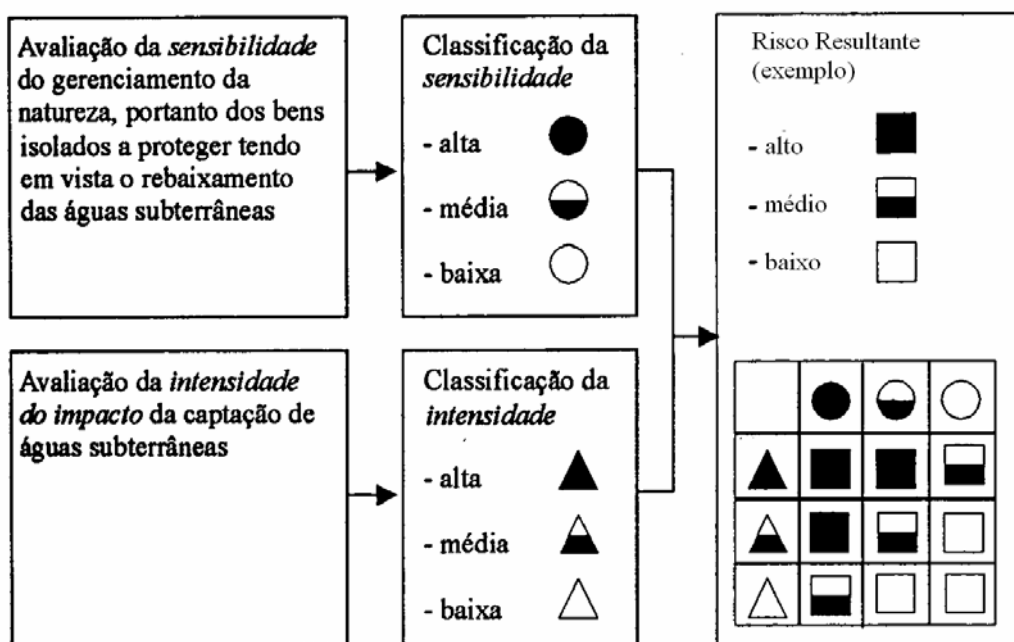 Avaliação da sensibilidade
do gerenciamento da
natureza, portanto dos bens
isolados a proteger tendo
em vista o rebaixamento
das águas subterrâneas
Classificação da
sensibilidade
- alta
- média
- baixa
Avaliação da intensidade
do impacto da captação de
águas subterrâneas
Classificação da
intensidade
- alta
- média
- baixa
Risco Resultante
(exemplo)
- alto
- médio
- baixo